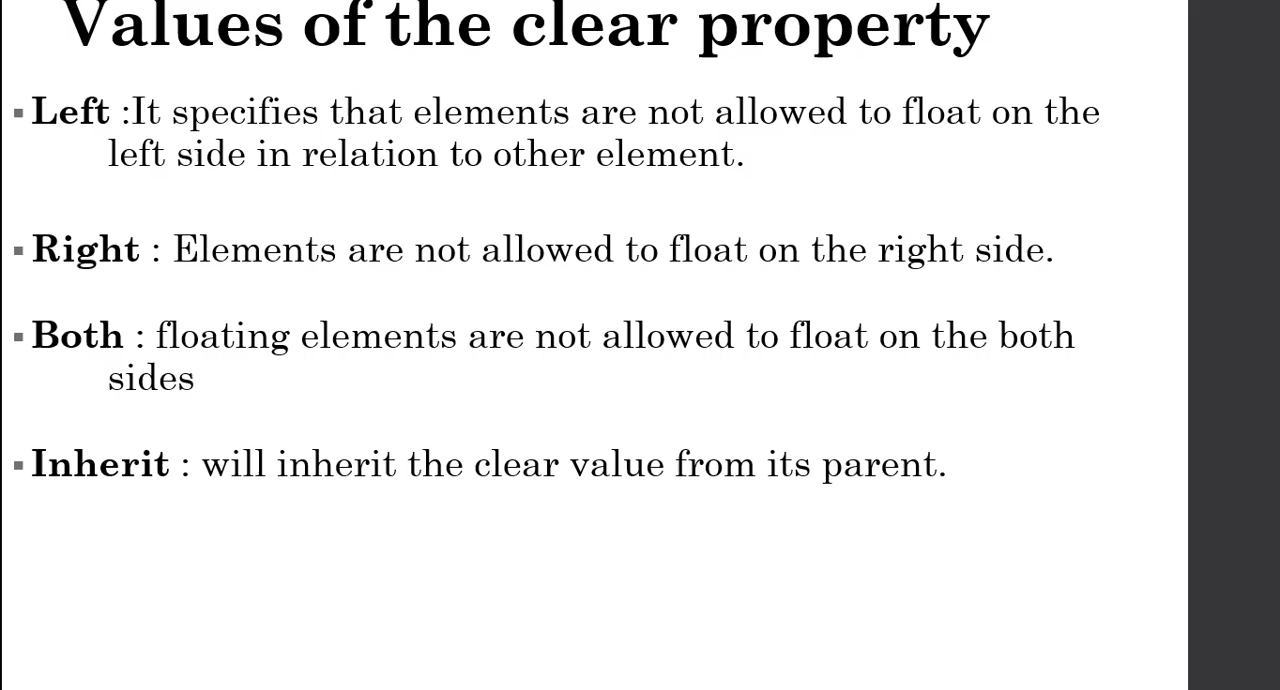 Values of the clear property
▪ Left :It specifies that elements are not allowed to float on the
left side in relation to other element.
▪ Right : Elements are not allowed to float on the right side.
▪ Both : floating elements are not allowed to float on the both
sides
▪ Inherit : will inherit the clear value from its parent.